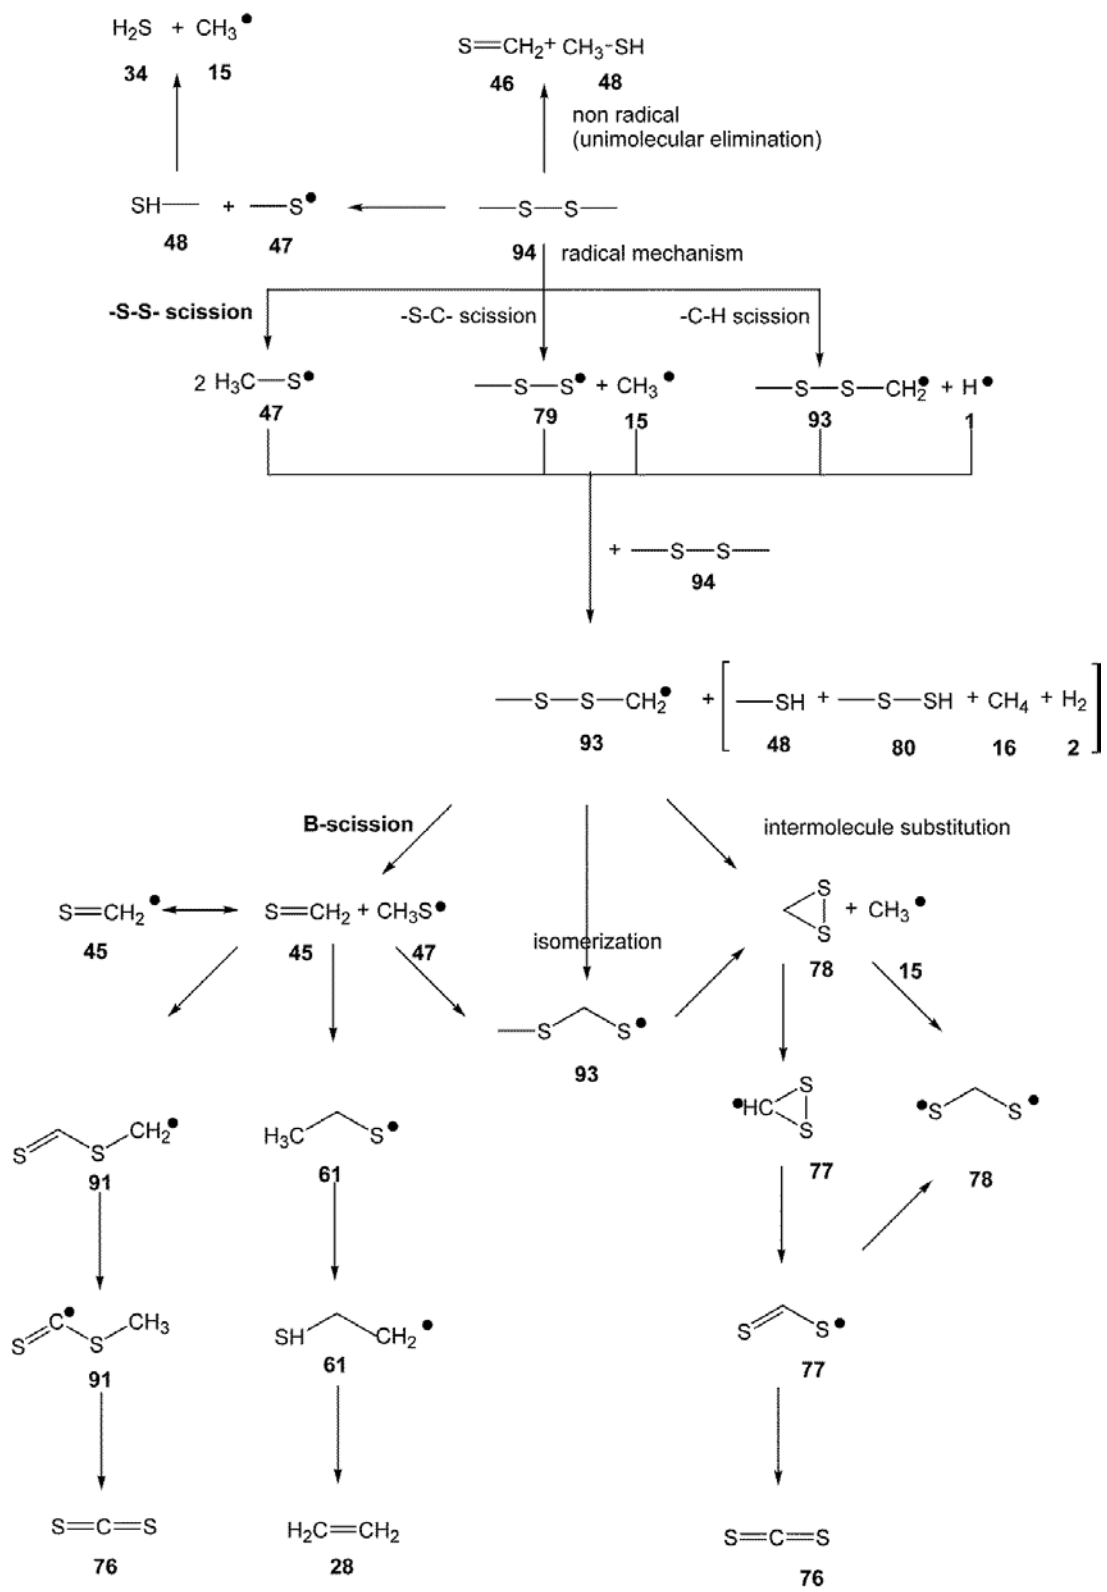 H2S + CH3•
34 15
S=CH2 + CH3-SH
46 48
non radical
(unimolecular elimination)
SH— + —S•
48 47
—S—S—
94 radical mechanism
-S-S- scission
-S-C- scission
-C-H scission
2 H3C—S•
47
—S—S• + CH3•
79 15
—S—S—CH2• + H•
93 1
+ —S—S—
94
—S—S—CH2• + [—SH + —S—SH + CH4 + H2]
93 48 80 16 2
B-scission
intermolecule substitution
S=CH2• S=CH2 + CH3S•
45 45 47
isomerization
S S + CH3•
78 15
S S•
93
S S CH2•
91
H3C S•
61
•HC S S
77
•S S•
78
S C• S CH3
91
SH CH2•
61
S S•
77
S=C=S
76
H2C=CH2
28
S=C=S
76